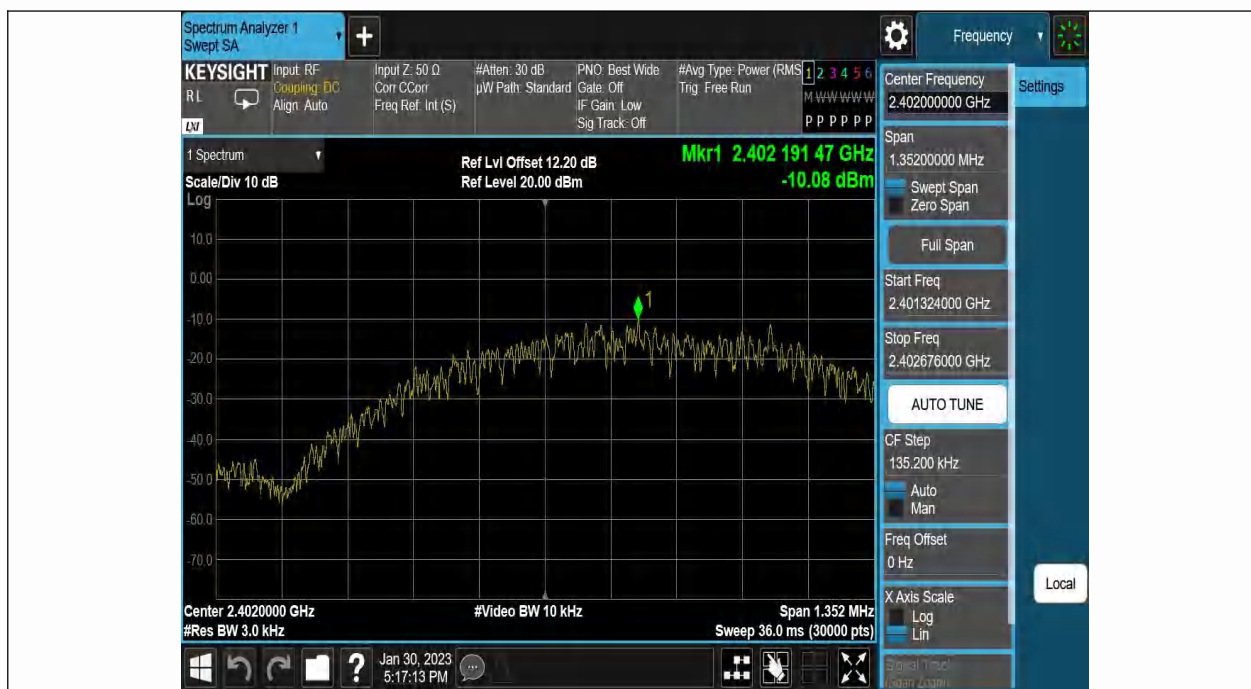 Spectrum Analyzer 1
Swept SA
+
Frequency
KEYSIGHT
RL
LXI
Input: RF
Coupling: DC
Align: Auto
Input Z: 50 Ω
Corr CCorr
Freq Ref: Int (S)
#Atten: 30 dB
µW Path: Standard
PNO: Best Wide
Gate: Off
IF Gain: Low
Sig Track: Off
#Avg Type: Power (RMS
Trig: Free Run
1 2 3 4 5 6
M W W W W W
P P P P P P
Center Frequency
2.402000000 GHz
Settings
Span
1.35200000 MHz
Swept Span
Zero Span
Full Span
Start Freq
2.401324000 GHz
Stop Freq
2.402676000 GHz
AUTO TUNE
CF Step
135.200 kHz
Auto
Man
Freq Offset
0 Hz
X Axis Scale
Log
Lin
Signal Track
(Span Zoom)
Local
1 Spectrum
Scale/Div 10 dB
Log
Ref Lvl Offset 12.20 dB
Ref Level 20.00 dBm
Mkr1 2.402 191 47 GHz
-10.08 dBm
10.0
0.00
-10.0
-20.0
-30.0
-40.0
-50.0
-60.0
-70.0
1
Center 2.4020000 GHz
#Res BW 3.0 kHz
#Video BW 10 kHz
Span 1.352 MHz
Sweep 36.0 ms (30000 pts)
?
Jan 30, 2023
5:17:13 PM